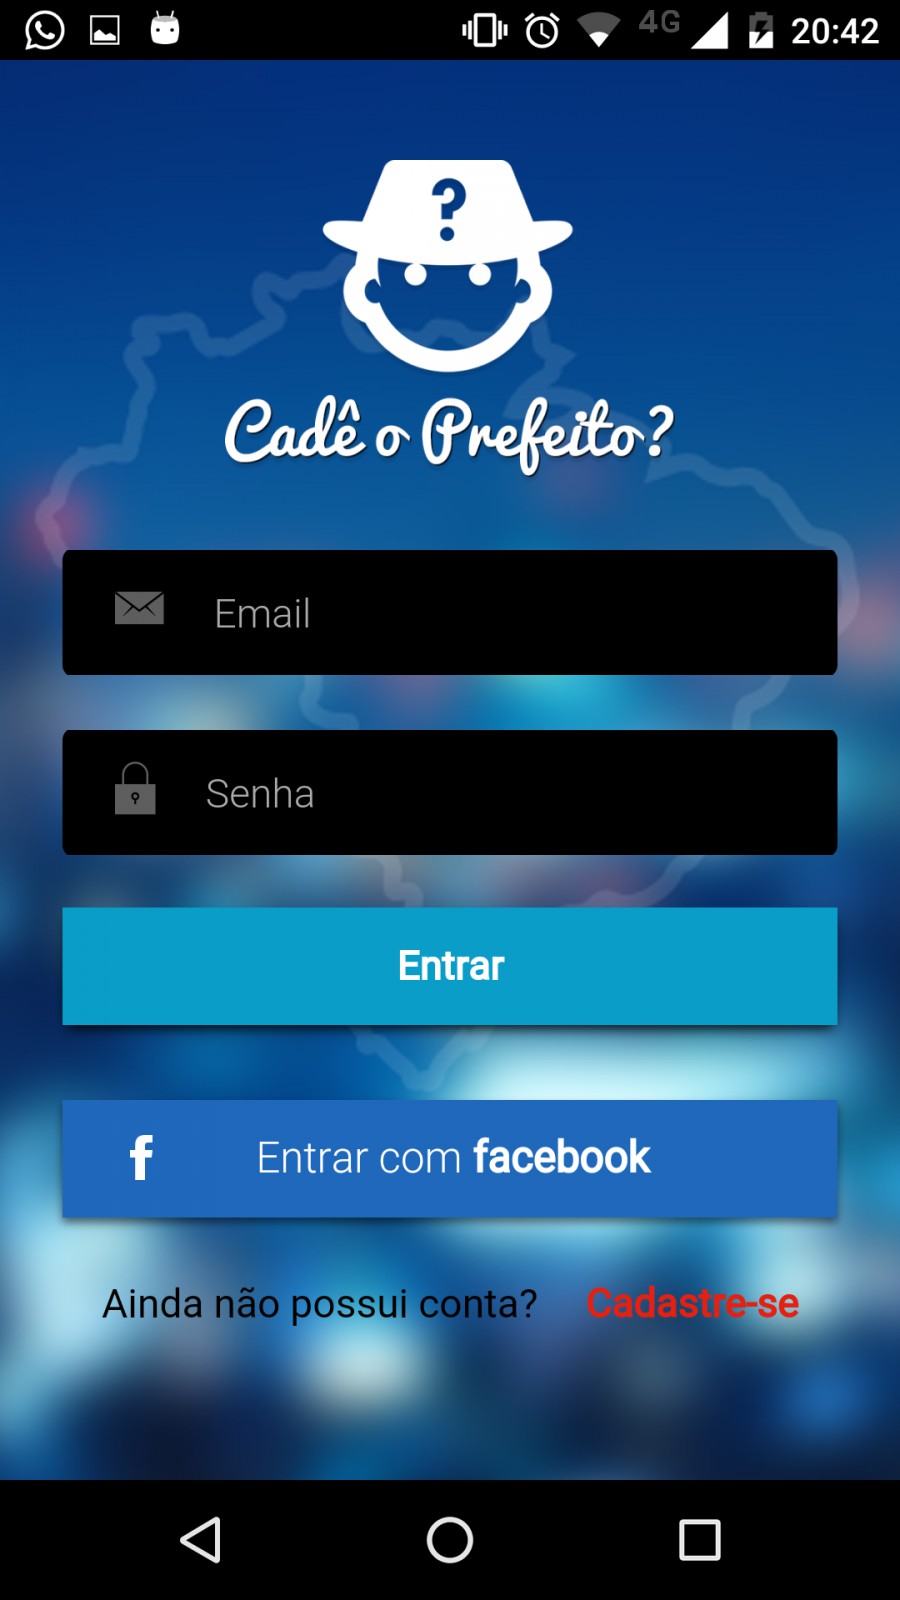 4G 20:42
?
Cadê o Prefeito?
Email
Senha
Entrar
f Entrar com facebook
Ainda não possui conta? Cadastre-se